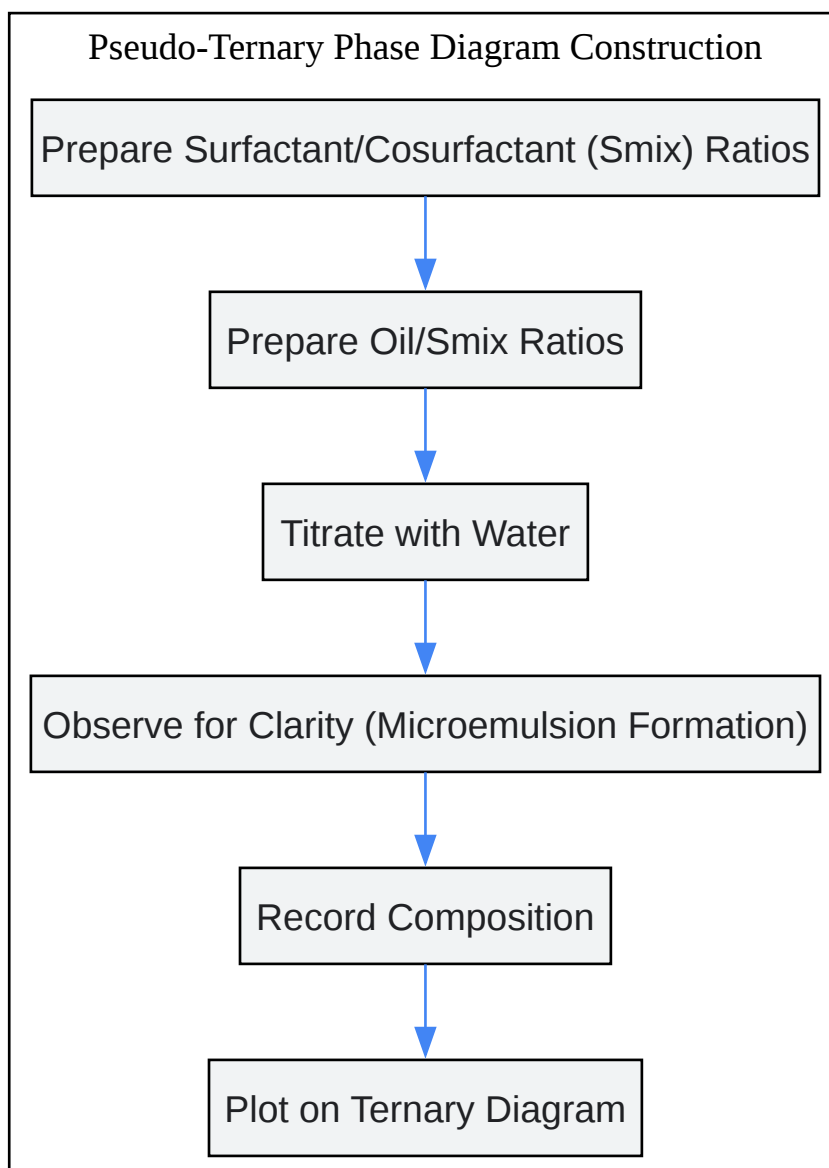 Pseudo-Ternary Phase Diagram Construction
Prepare Surfactant/Cosurfactant (Smix) Ratios
Prepare Oil/Smix Ratios
Titrate with Water
Observe for Clarity (Microemulsion Formation)
Record Composition
Plot on Ternary Diagram